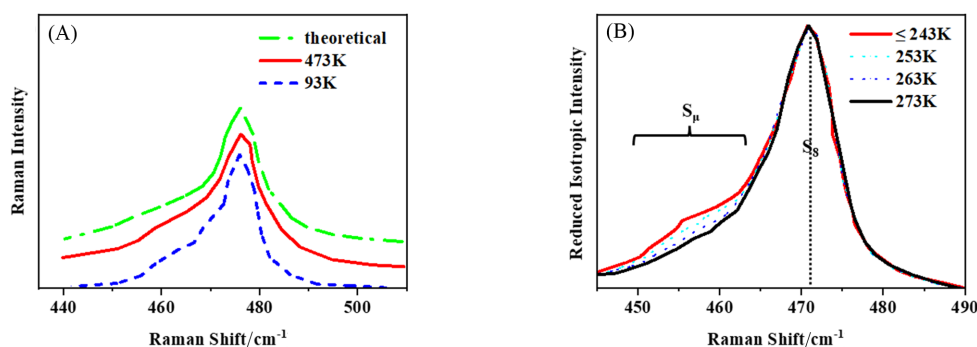 (A)
theoretical
473K
93K
Raman Intensity
440 460 480 500
Raman Shift/cm⁻¹
(B)
≤ 243K
253K
263K
273K
Sμ
S8
Reduced Isotropic Intensity
450 460 470 480 490
Raman Shift/cm⁻¹